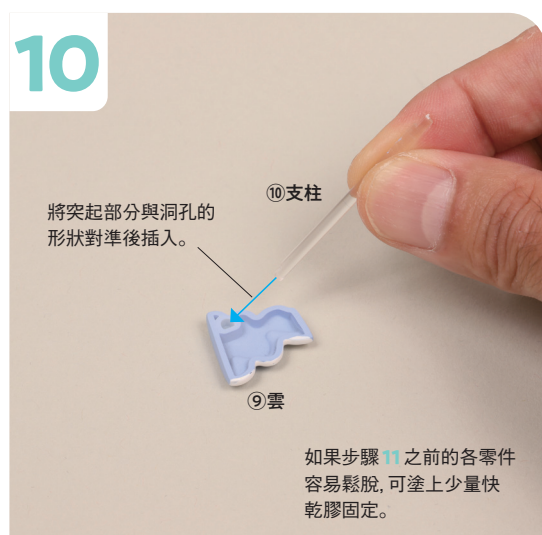 10
⑩支柱
將突起部分與洞孔的
形狀對準後插入。
⑨雲
如果步驟 11 之前的各零件
容易鬆脫, 可塗上少量快
乾膠固定。